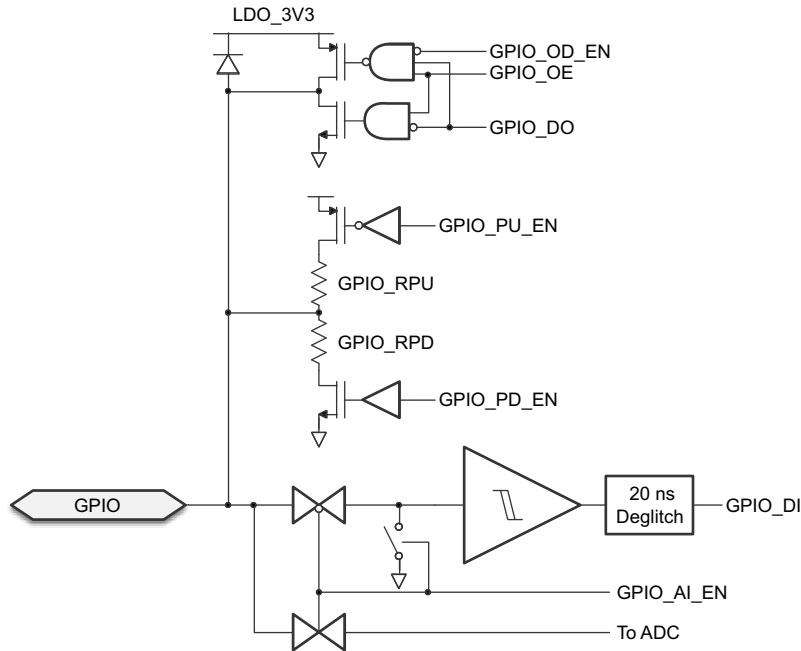 LDO_3V3
GPIO_OD_EN
GPIO_OE
GPIO_DO
GPIO_PU_EN
GPIO_RPU
GPIO_RPD
GPIO_PD_EN
GPIO
20 ns
Deglitch
GPIO_DI
GPIO_AI_EN
To ADC